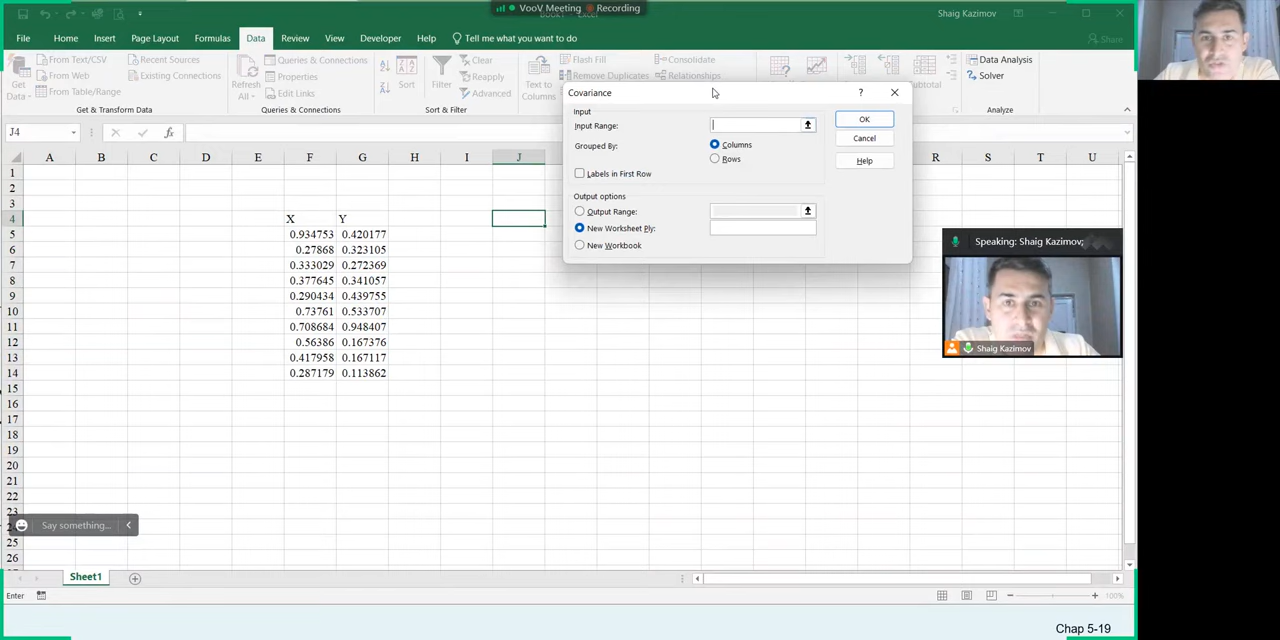 VooV Meeting Recording
Book1 - Excel
Shaig Kazimov
File Home Insert Page Layout Formulas Data Review View Developer Help Tell me what you want to do Share
Get Data
From Text/CSV
From Web
From Table/Range
Recent Sources
Existing Connections
Get & Transform Data
Refresh All
Queries & Connections
Properties
Edit Links
Queries & Connections
Sort
Filter
Clear
Reapply
Advanced
Sort & Filter
Text to Columns
Flash Fill
Remove Duplicates
Consolidate
Relationships
Subtotal
Data Analysis
Solver
Analyze
J4
fx
Covariance
?
Input
Input Range:
Grouped By:
Columns
Rows
Labels in First Row
Output options
Output Range:
New Worksheet Ply:
New Workbook
OK
Cancel
Help
A B C D E F G H I J R S T U
1
2
3
4 X Y
5 0.934753 0.420177
6 0.27868 0.323105
7 0.333029 0.272369
8 0.377645 0.341057
9 0.290434 0.439755
10 0.73761 0.533707
11 0.708684 0.948407
12 0.56386 0.167376
13 0.617958 0.167117
14 0.287179 0.113862
15
16
17
18
19
20
21
22
23
24
25
26
Speaking: Shaig Kazimov;
Shaig Kazimov
Say something...
Sheet1
Enter
100%
Chap 5-19